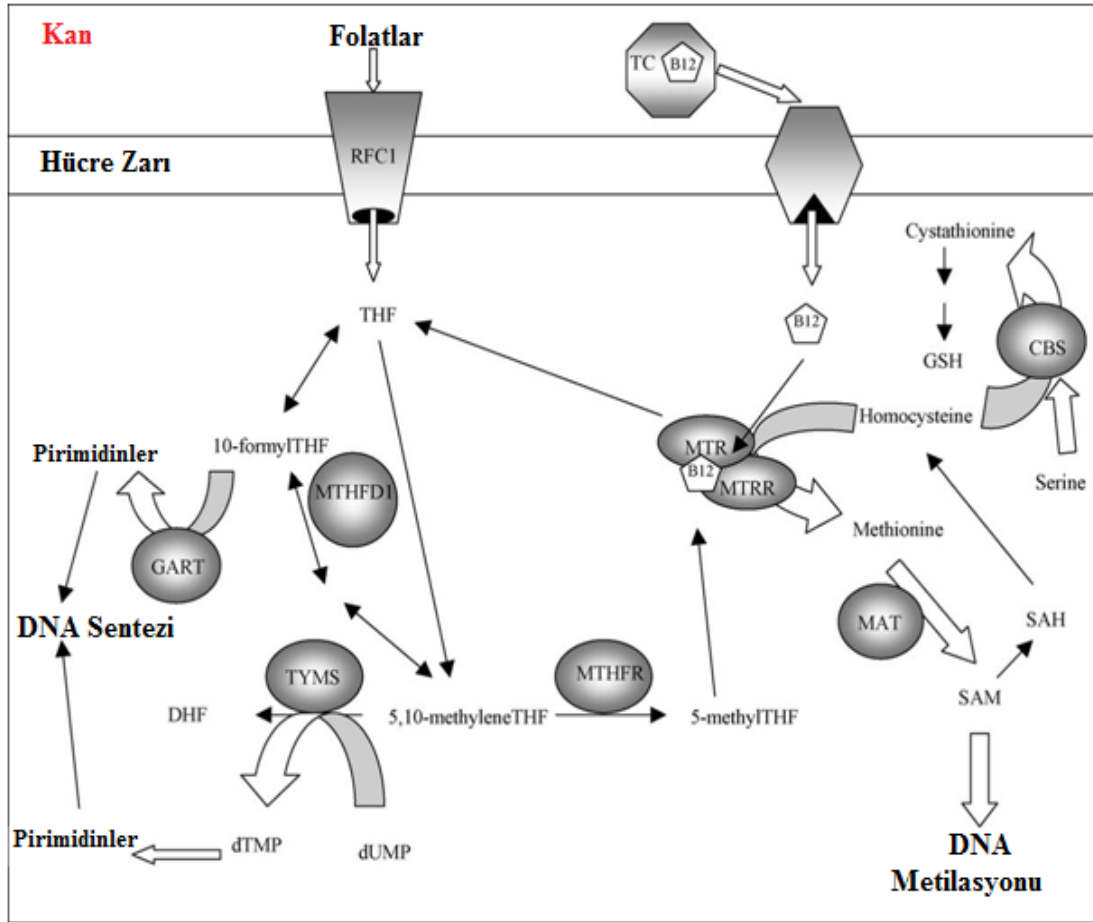 Kan
Folatlar
TC
B12
Hücre Zarı
RFC1
Cystathionine
THF
B12
GSH
CBS
Homocysteine
MTR
B12
MTRR
Serine
Pirimidinler
10-formylTHF
MTHFD1
Methionine
GART
DNA Sentezi
MAT
SAH
TYMS
MTHFR
SAM
DHF
5,10-methyleneTHF
5-methylTHF
Pirimidinler
dTMP
dUMP
DNA
Metilasyonu